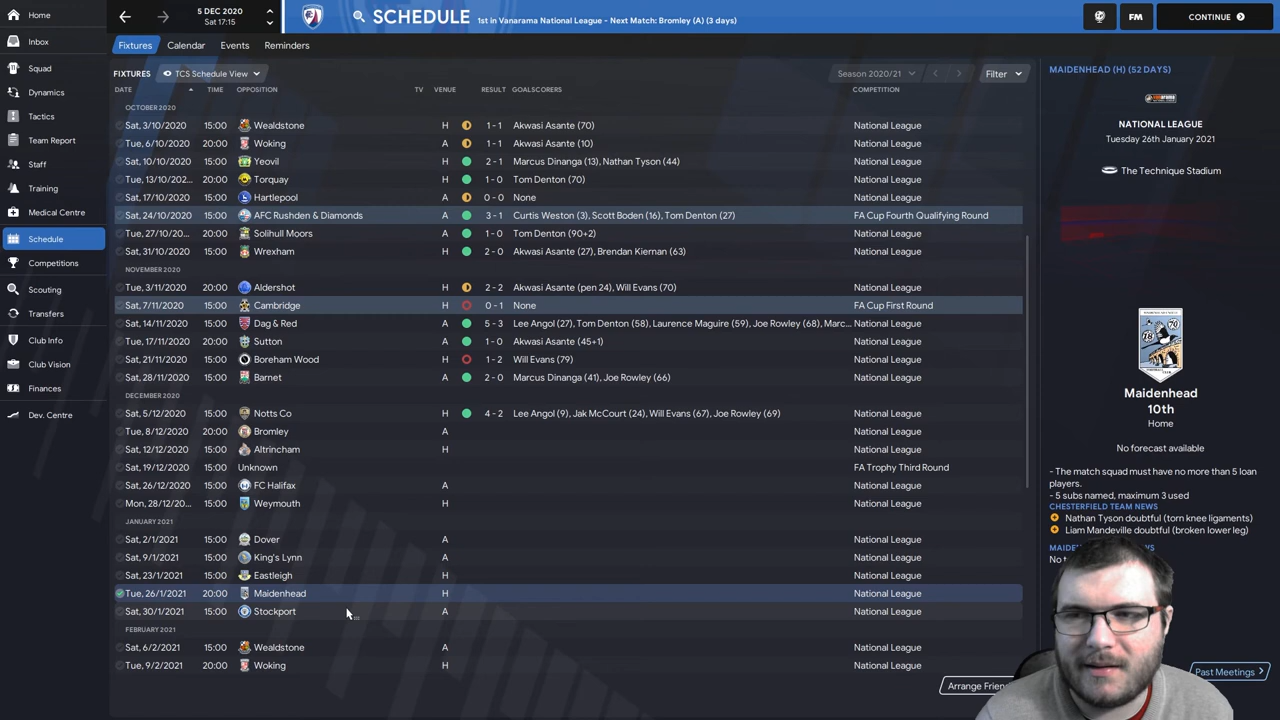 Home
5 DEC 2020
Sat 17:15
SCHEDULE
1st in Vanarama National League - Next Match: Bromley (A) (3 days)
FM
CONTINUE
Inbox
Squad
Dynamics
Tactics
Team Report
Staff
Training
Medical Centre
Schedule
Competitions
Scouting
Transfers
Club Info
Club Vision
Finances
Dev. Centre
Fixtures Calendar Events Reminders
FIXTURES TCS Schedule View Season 2020/21 Filter
DATE TIME OPPOSITION TV VENUE RESULT GOALSCORERS COMPETITION
OCTOBER 2020
Sat, 3/10/2020 15:00 Wealdstone H 1 - 1 Akwasi Asante (70) National League
Tue, 6/10/2020 20:00 Woking A 1 - 1 Akwasi Asante (10) National League
Sat, 10/10/2020 15:00 Yeovil H 2 - 1 Marcus Dinanga (13), Nathan Tyson (44) National League
Tue, 13/10/202... 20:00 Torquay H 1 - 0 Tom Denton (70) National League
Sat, 17/10/2020 15:00 Hartlepool A 0 - 0 None National League
Sat, 24/10/2020 15:00 AFC Rushden & Diamonds A 3 - 1 Curtis Weston (3), Scott Boden (16), Tom Denton (27) FA Cup Fourth Qualifying Round
Tue, 27/10/20... 20:00 Solihull Moors A 1 - 0 Tom Denton (90+2) National League
Sat, 31/10/2020 15:00 Wrexham H 2 - 0 Akwasi Asante (27), Brendan Kiernan (63) National League
NOVEMBER 2020
Tue, 3/11/2020 20:00 Aldershot H 2 - 2 Akwasi Asante (pen 24), Will Evans (70) National League
Sat, 7/11/2020 15:00 Cambridge H 0 - 1 None FA Cup First Round
Sat, 14/11/2020 15:00 Dag & Red A 5 - 3 Lee Angol (27), Tom Denton (58), Laurence Maguire (59), Joe Rowley (68), Marc... National League
Tue, 17/11/2020 20:00 Sutton A 1 - 0 Akwasi Asante (45+1) National League
Sat, 21/11/2020 15:00 Boreham Wood H 1 - 2 Will Evans (79) National League
Sat, 28/11/2020 15:00 Barnet A 2 - 0 Marcus Dinanga (41), Joe Rowley (66) National League
DECEMBER 2020
Sat, 5/12/2020 15:00 Notts Co H 4 - 2 Lee Angol (9), Jak McCourt (24), Will Evans (67), Joe Rowley (69) National League
Tue, 8/12/2020 20:00 Bromley A National League
Sat, 12/12/2020 15:00 Altrincham H National League
Sat, 19/12/2020 15:00 Unknown FA Trophy Third Round
Sat, 26/12/2020 15:00 FC Halifax A National League
Mon, 28/12/20... 15:00 Weymouth H National League
JANUARY 2021
Sat, 2/1/2021 15:00 Dover A National League
Sat, 9/1/2021 15:00 King's Lynn A National League
Sat, 23/1/2021 15:00 Eastleigh H National League
Tue, 26/1/2021 20:00 Maidenhead H National League
Sat, 30/1/2021 15:00 Stockport A National League
FEBRUARY 2021
Sat, 6/2/2021 15:00 Wealdstone A National League
Tue, 9/2/2021 20:00 Woking H National League
Arrange Frien
MAIDENHEAD (H) (52 DAYS)
NATIONAL LEAGUE
Tuesday 26th January 2021
The Technique Stadium
Maidenhead
10th
Home
No forecast available
- The match squad must have no more than 5 loan
players.
- 5 subs named, maximum 3 used
CHESTERFIELD TEAM NEWS
Nathan Tyson doubtful (torn knee ligaments)
Liam Mandeville doubtful (broken lower leg)
Past Meetings